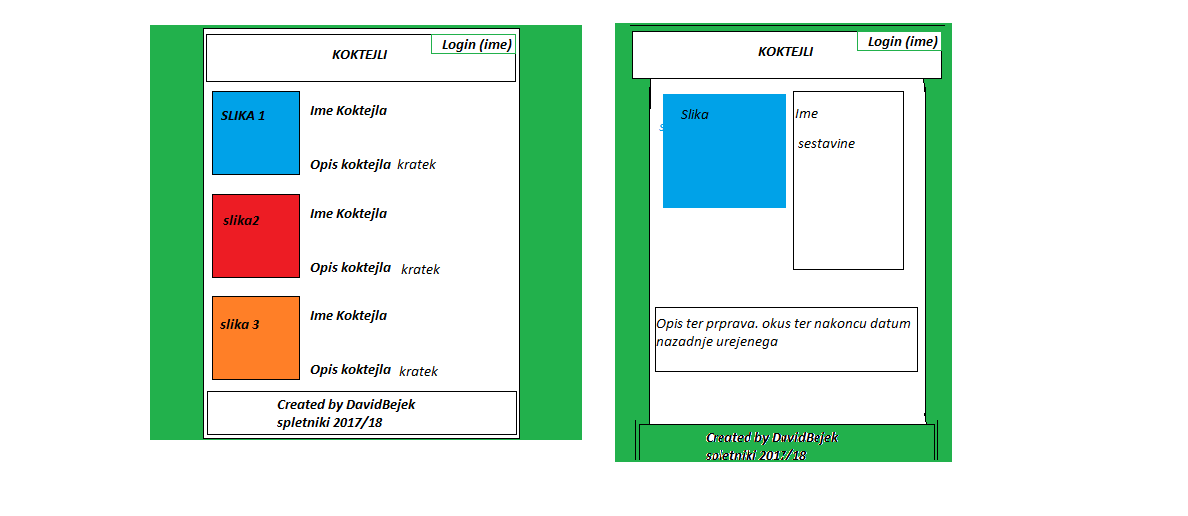 KOKTEJLI
Login (ime)
SLIKA 1
Ime Koktejla
Opis koktejla kratek
slika2
Ime Koktejla
Opis koktejla kratek
slika 3
Ime Koktejla
Opis koktejla kratek
Created by DavidBejek
spletniki 2017/18
KOKTEJLI
Login (ime)
Slika
s
Ime
sestavine
Opis ter prprava. okus ter nakoncu datum
nazadnje urejenega
Created by DavidBejek
spletniki 2017/18